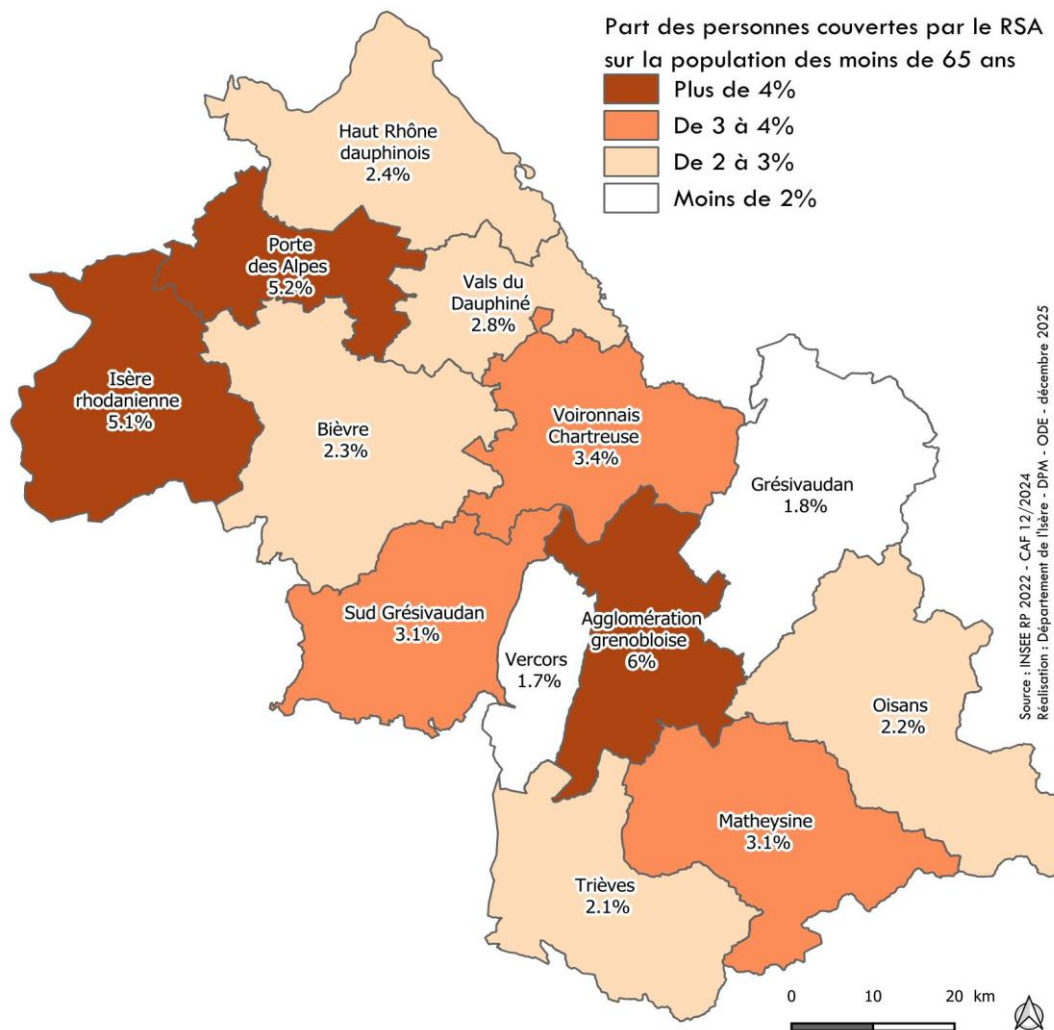 Part des personnes couvertes par le RSA
sur la population des moins de 65 ans
Plus de 4%
De 3 à 4%
De 2 à 3%
Moins de 2%
Haut Rhône
dauphinois
2.4%
Porte
des Alpes
5.2%
Vals du
Dauphiné
2.8%
Isère
rhodanienne
5.1%
Bièvre
2.3%
Voironnais
Chartreuse
3.4%
Grésivaudan
1.8%
Sud Grésivaudan
3.1%
Vercors
1.7%
Agglomération
grenobloise
6%
Oisans
2.2%
Matheysine
3.1%
Trièves
2.1%
Source : INSEE RP 2022 - CAF 12/2024
Réalisation : Département de l'Isère - DPM - ODE - décembre 2025
0 10 20 km